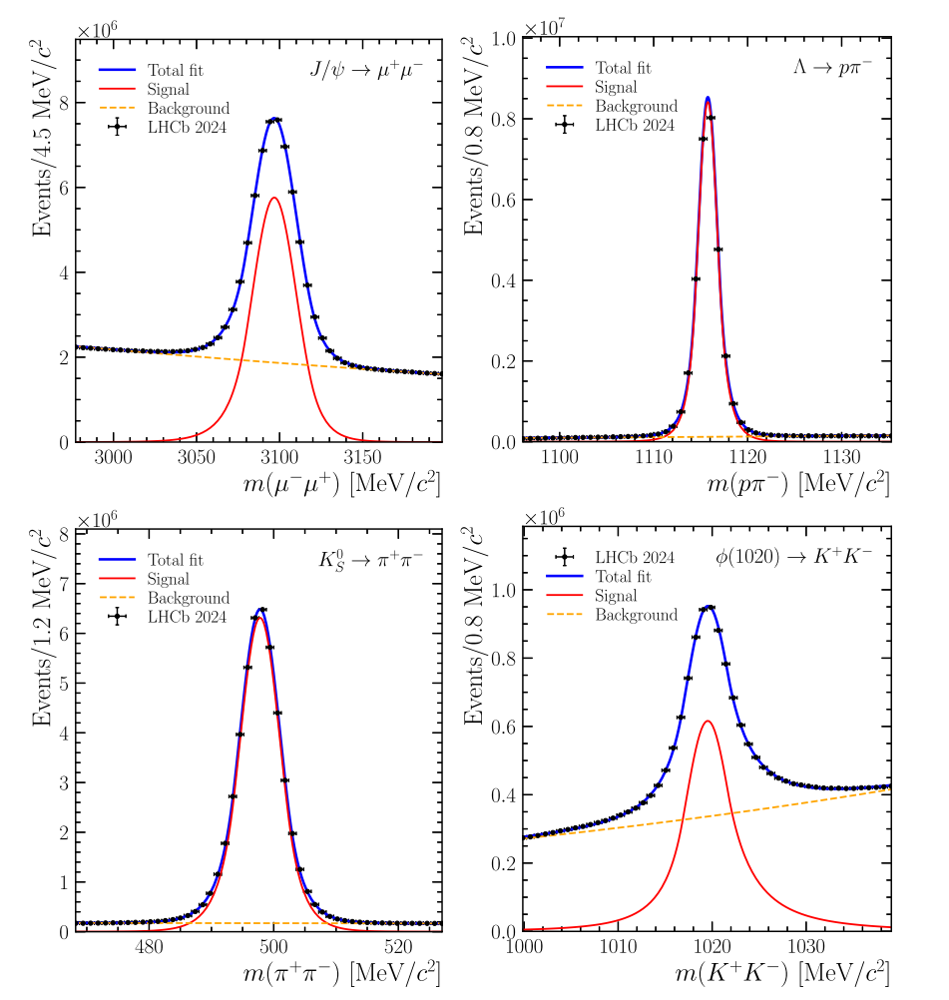 ×10⁶
Events/4.5 MeV/c²
8
6
4
2
0
Total fit
Signal
Background
LHCb 2024
J/ψ → μ⁺μ⁻
3000 3050 3100 3150
m(μ⁻μ⁺) [MeV/c²]
×10⁷
Events/0.8 MeV/c²
1.0
0.8
0.6
0.4
0.2
0.0
Total fit
Signal
Background
LHCb 2024
Λ → pπ⁻
1100 1110 1120 1130
m(pπ⁻) [MeV/c²]
×10⁶
Events/1.2 MeV/c²
8
7
6
5
4
3
2
1
0
Total fit
Signal
Background
LHCb 2024
K⁰_S → π⁺π⁻
480 500 520
m(π⁺π⁻) [MeV/c²]
×10⁶
Events/0.8 MeV/c²
1.0
0.8
0.6
0.4
0.2
0.0
LHCb 2024
Total fit
Signal
Background
ϕ(1020) → K⁺K⁻
1000 1010 1020 1030
m(K⁺K⁻) [MeV/c²]